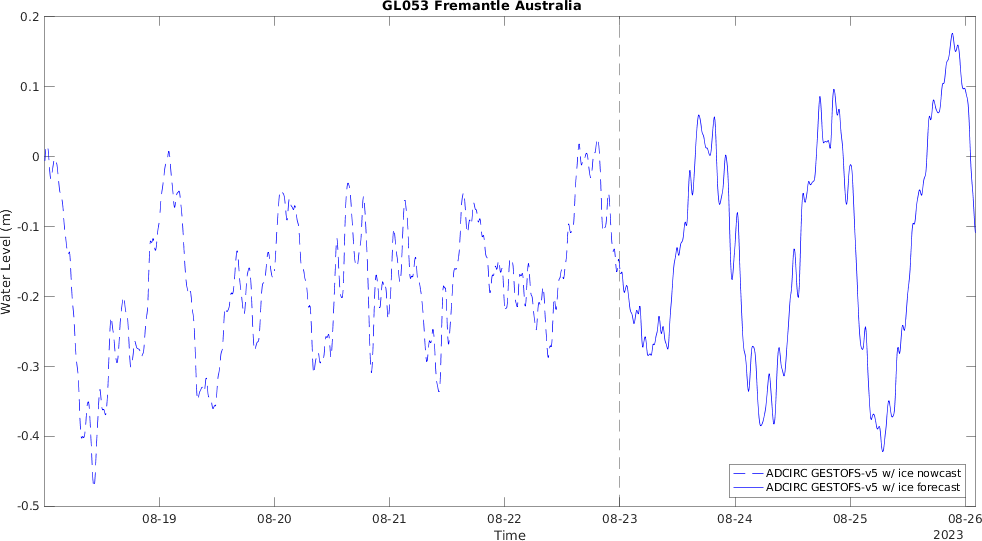 GL053 Fremantle Australia
Water Level (m)
0.2
0.1
0
-0.1
-0.2
-0.3
-0.4
-0.5
ADCIRC GESTOFS-v5 w/ ice nowcast
ADCIRC GESTOFS-v5 w/ ice forecast
08-19 08-20 08-21 08-22 08-23 08-24 08-25 08-26
Time 2023